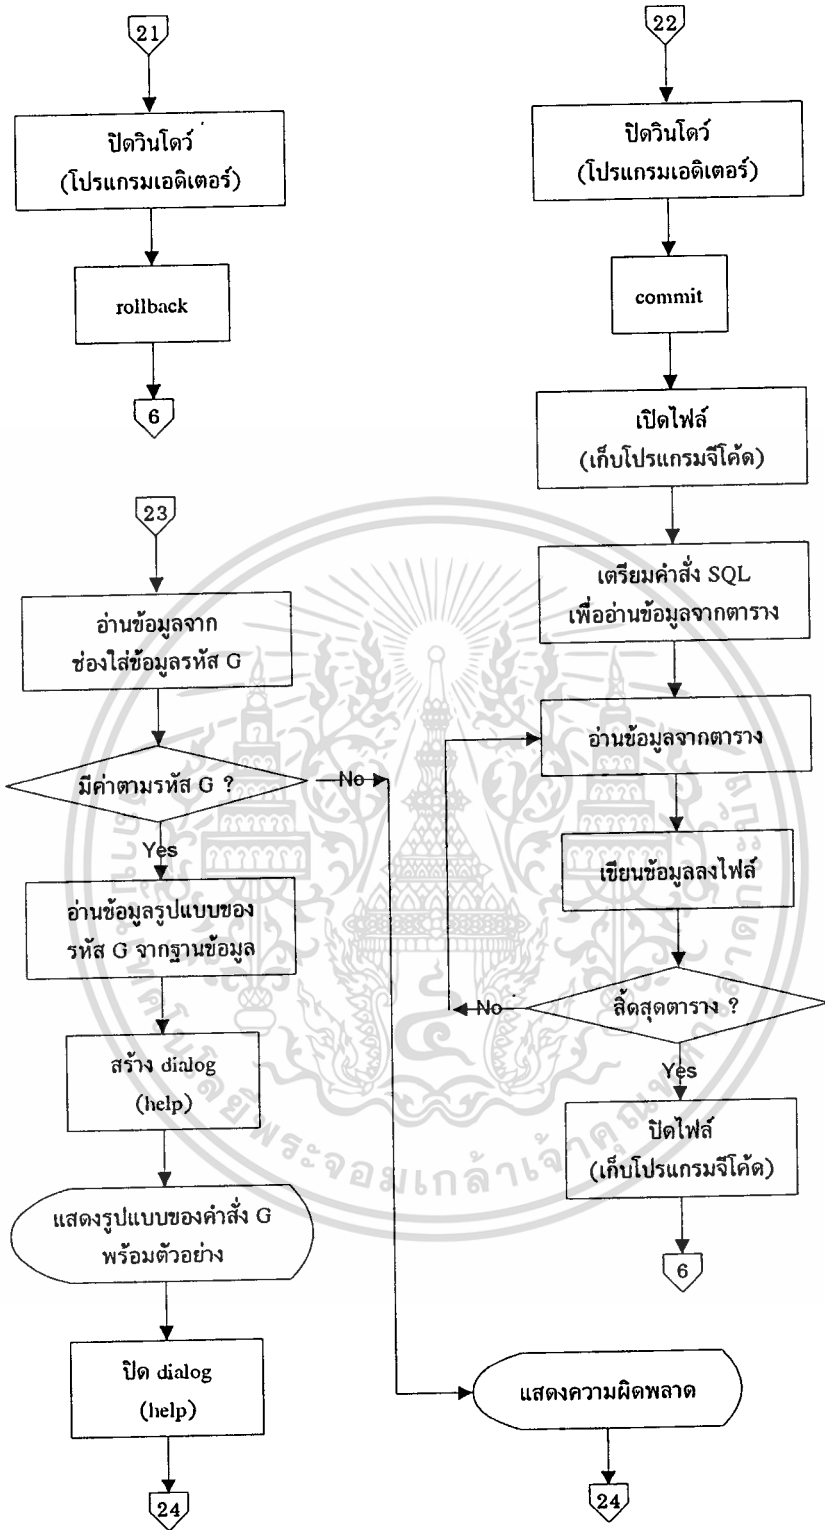 21
ปิดวินโดว์
(โปรแกรมเอดิเตอร์)
rollback
6
22
ปิดวินโดว์
(โปรแกรมเอดิเตอร์)
commit
เปิดไฟล์
(เก็บโปรแกรมจีโค้ด)
เตรียมคำสั่ง SQL
เพื่ออ่านข้อมูลจากตาราง
อ่านข้อมูลจากตาราง
เขียนข้อมูลลงไฟล์
สิ้ดสุดตาราง ?
No
Yes
ปิดไฟล์
(เก็บโปรแกรมจีโค้ด)
6
23
อ่านข้อมูลจาก
ช่องใส่ข้อมูลรหัส G
มีค่าตามรหัส G ?
No
Yes
อ่านข้อมูลรูปแบบของ
รหัส G จากฐานข้อมูล
สร้าง dialog
(help)
แสดงรูปแบบของคำสั่ง G
พร้อมตัวอย่าง
ปิด dialog
(help)
24
แสดงความผิดพลาด
24